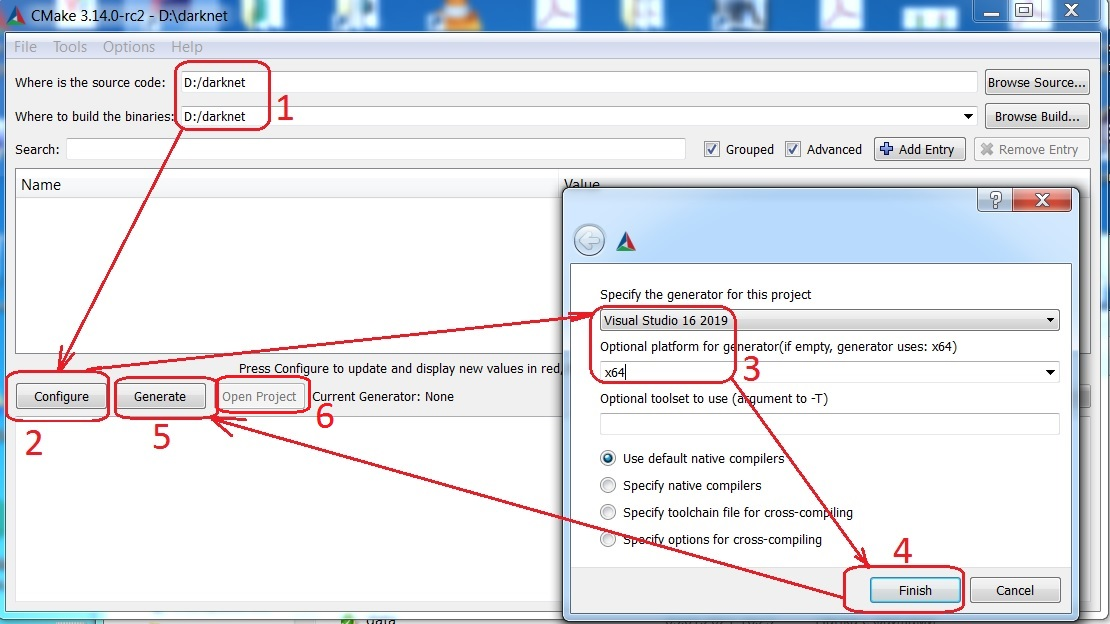 CMake 3.14.0-rc2 - D:\darknet
File Tools Options Help
Where is the source code: D:/darknet Browse Source...
1
Where to build the binaries: D:/darknet Browse Build...
Search: Grouped Advanced Add Entry Remove Entry
Name Value
Specify the generator for this project
Visual Studio 16 2019
Optional platform for generator(if empty, generator uses: x64)
x64
3
Optional toolset to use (argument to -T)
Use default native compilers
Specify native compilers
Specify toolchain file for cross-compiling
Specify options for cross-compiling
4
Finish Cancel
Press Configure to update and display new values in red,
Configure Generate Open Project Current Generator: None
2 5 6